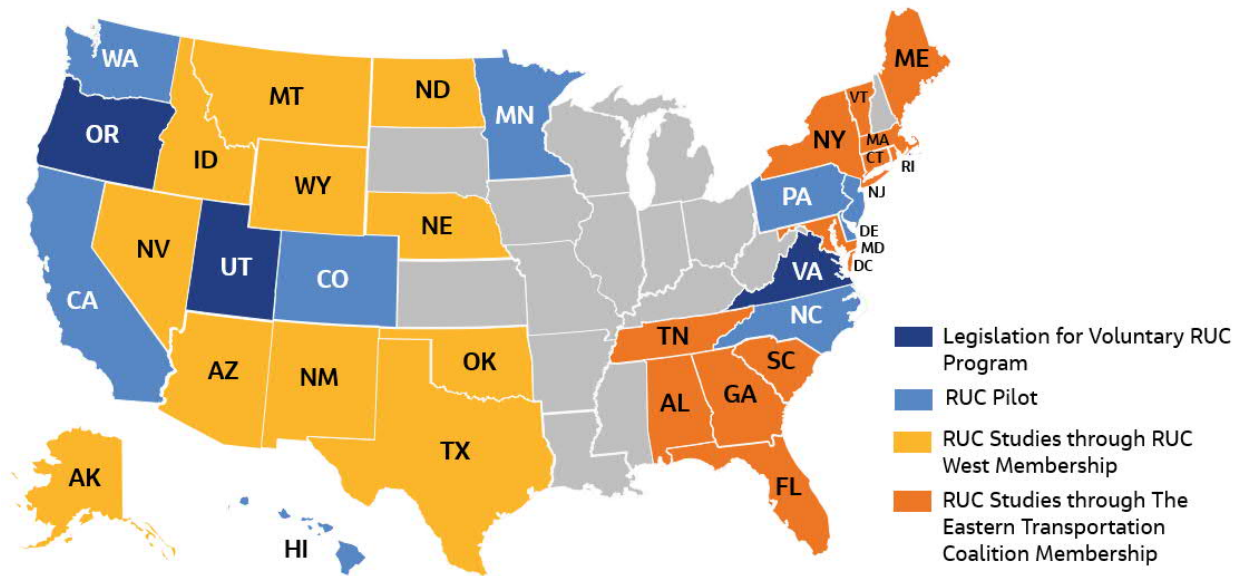 WA
MT
ND
MN
ME
VT
OR
ID
NY
MA
CT
RI
WY
NJ
PA
NE
NV
DE
UT
CO
MD
VA
DC
CA
NC
TN
AZ
NM
OK
SC
AL
GA
TX
AK
FL
HI
Legislation for Voluntary RUC
Program
RUC Pilot
RUC Studies through RUC
West Membership
RUC Studies through The
Eastern Transportation
Coalition Membership